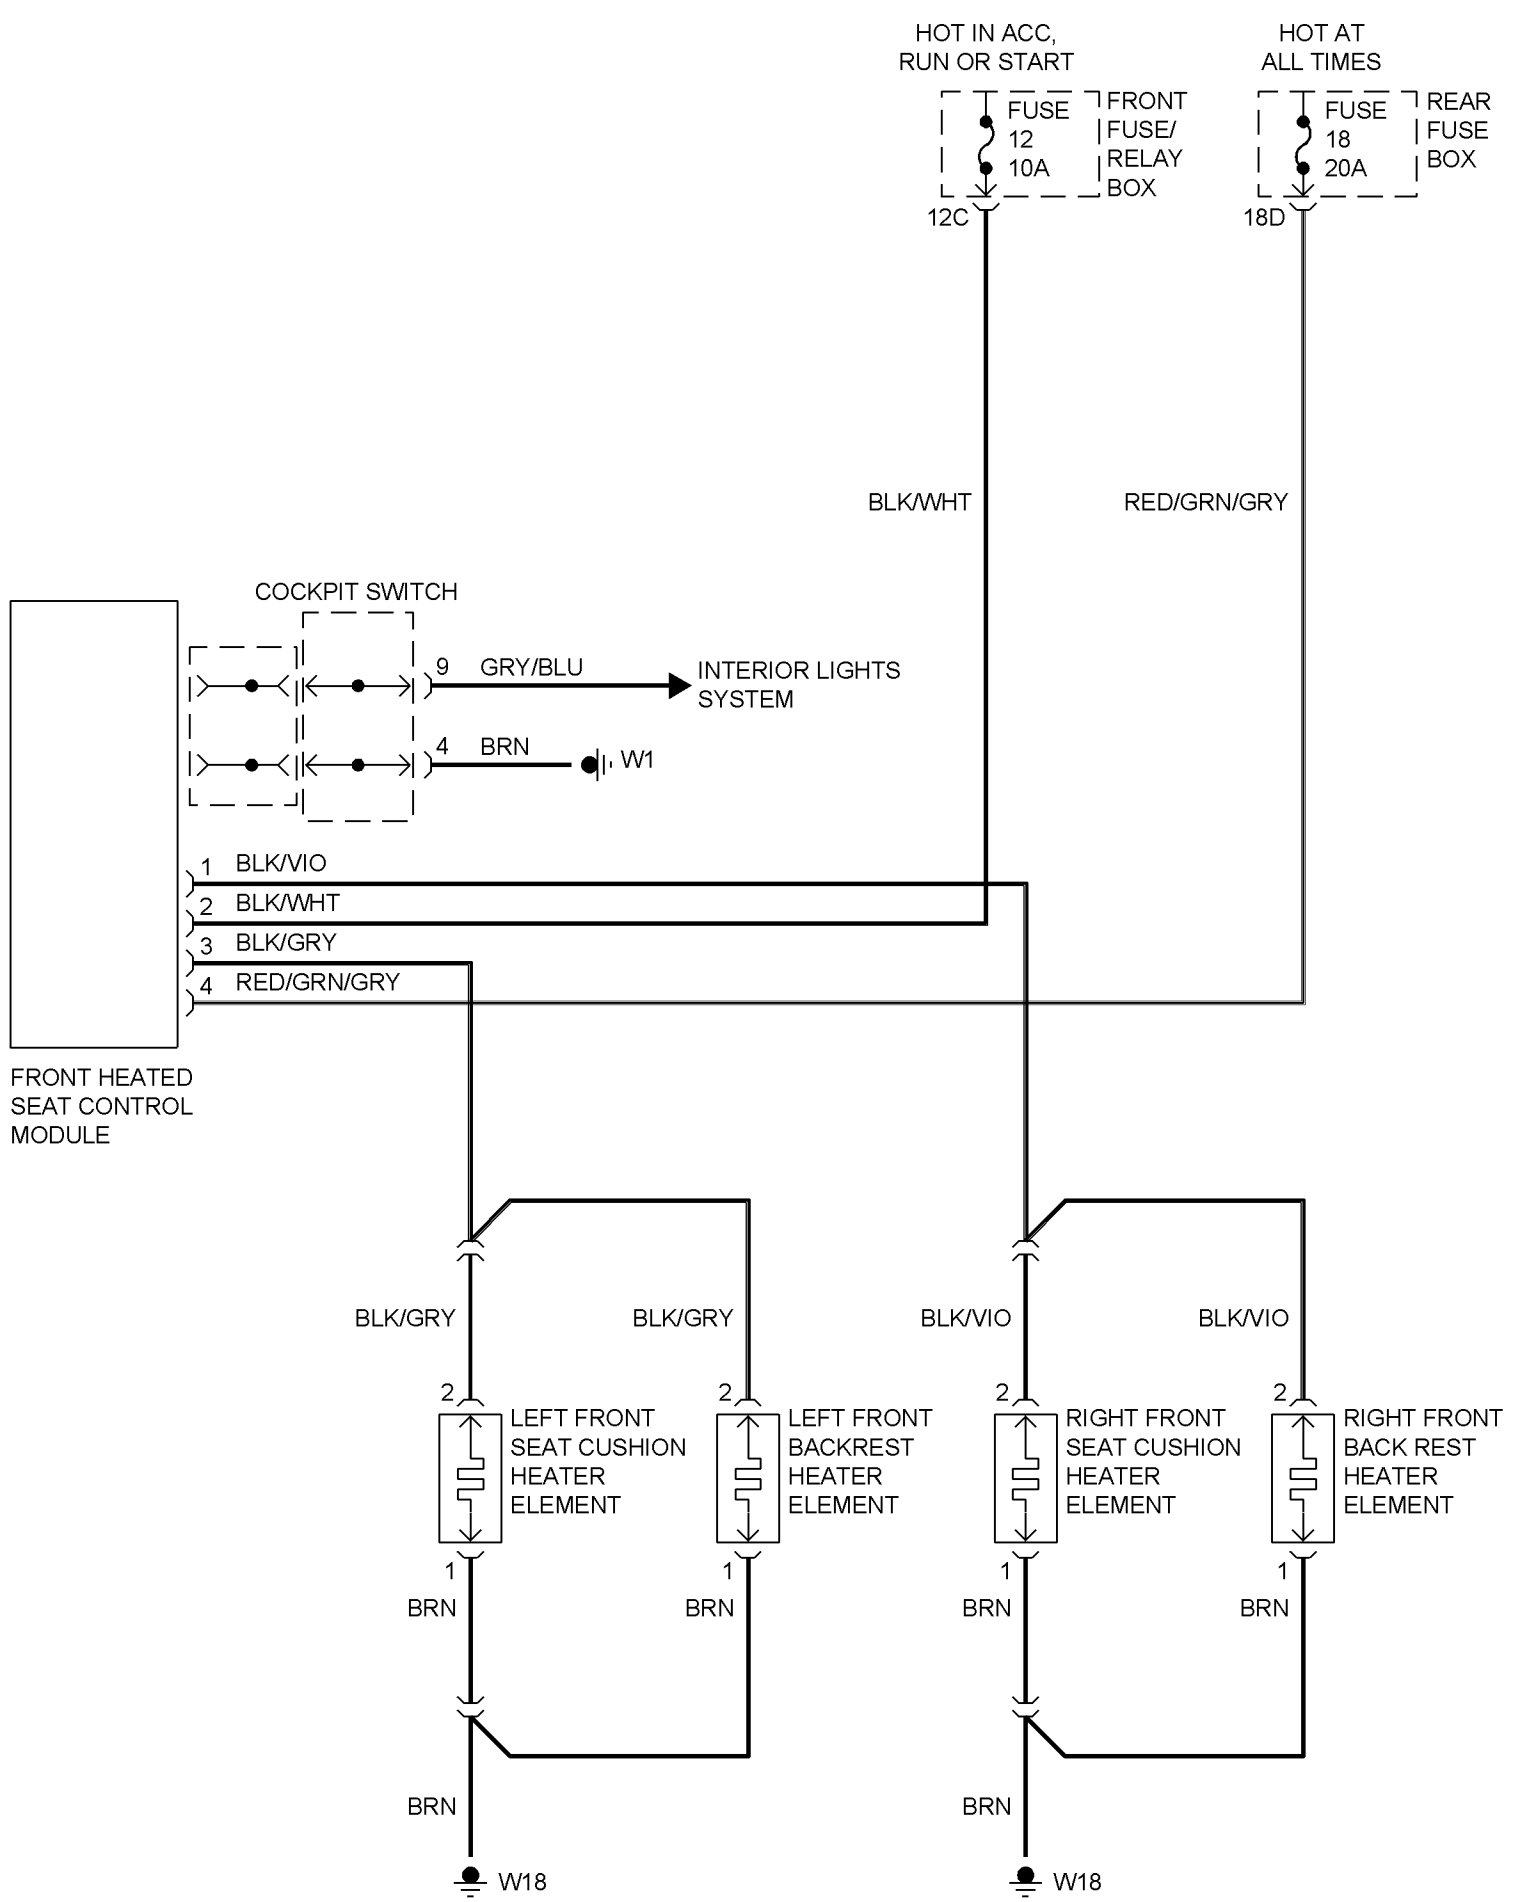 HOT IN ACC,
RUN OR START
HOT AT
ALL TIMES
FUSE
12
10A
FRONT
FUSE/
RELAY
BOX
FUSE
18
20A
REAR
FUSE
BOX
12C
18D
BLK/WHT
RED/GRN/GRY
COCKPIT SWITCH
9 GRY/BLU
INTERIOR LIGHTS
SYSTEM
4 BRN
W1
1 BLK/VIO
2 BLK/WHT
3 BLK/GRY
4 RED/GRN/GRY
FRONT HEATED
SEAT CONTROL
MODULE
BLK/GRY
BLK/GRY
BLK/VIO
BLK/VIO
2
LEFT FRONT
SEAT CUSHION
HEATER
ELEMENT
2
LEFT FRONT
BACKREST
HEATER
ELEMENT
2
RIGHT FRONT
SEAT CUSHION
HEATER
ELEMENT
2
RIGHT FRONT
BACK REST
HEATER
ELEMENT
1
1
1
1
BRN
BRN
BRN
BRN
BRN
BRN
W18
W18